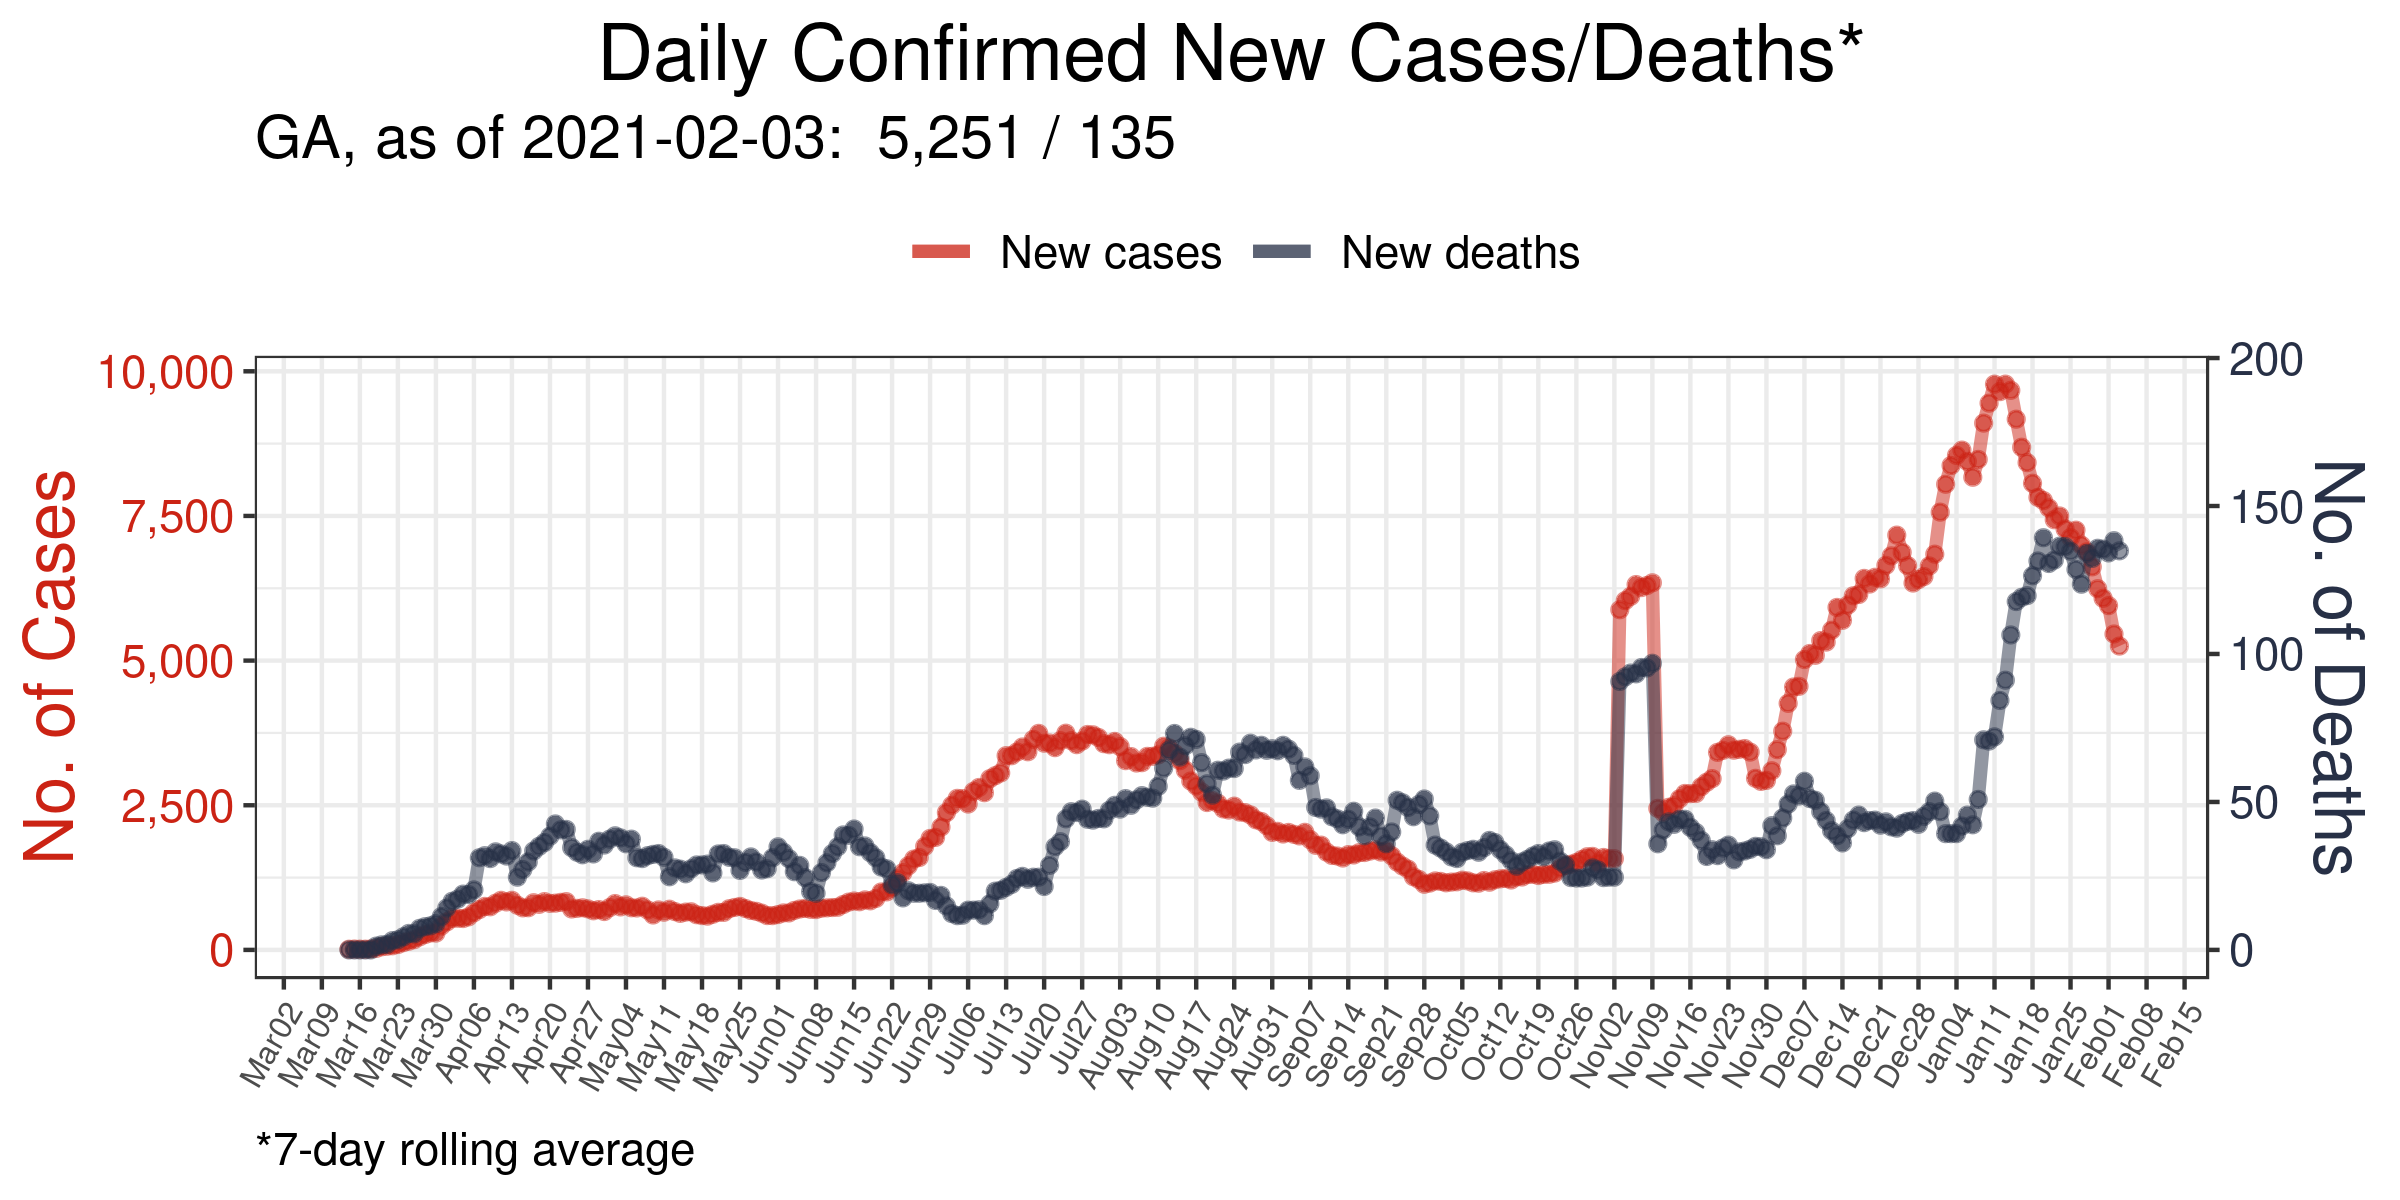 Daily Confirmed New Cases/Deaths*
GA, as of 2021-02-03:  5,251 / 135
New cases New deaths
No. of Cases
10,000
7,500
5,000
2,500
0
200
150
100
50
0
No. of Deaths
Mar02 Mar09 Mar16 Mar23 Mar30 Apr06 Apr13 Apr20 Apr27 May04 May11 May18 May25 Jun01 Jun08 Jun15 Jun22 Jun29 Jul06 Jul13 Jul20 Jul27 Aug03 Aug10 Aug17 Aug24 Aug31 Sep07 Sep14 Sep21 Sep28 Oct05 Oct12 Oct19 Oct26 Nov02 Nov09 Nov16 Nov23 Nov30 Dec07 Dec14 Dec21 Dec28 Jan04 Jan11 Jan18 Jan25 Feb01 Feb08 Feb15
*7-day rolling average